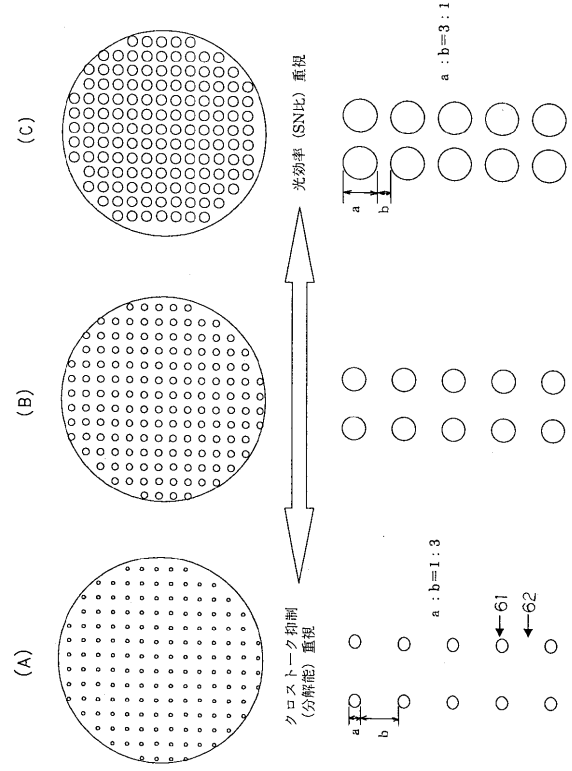 (A)
(B)
(C)
クロストーク抑制
(分解能) 重視
光効率 (SN比) 重視
a
b
a : b=1 : 3
61
62
a
b
a : b=3 : 1